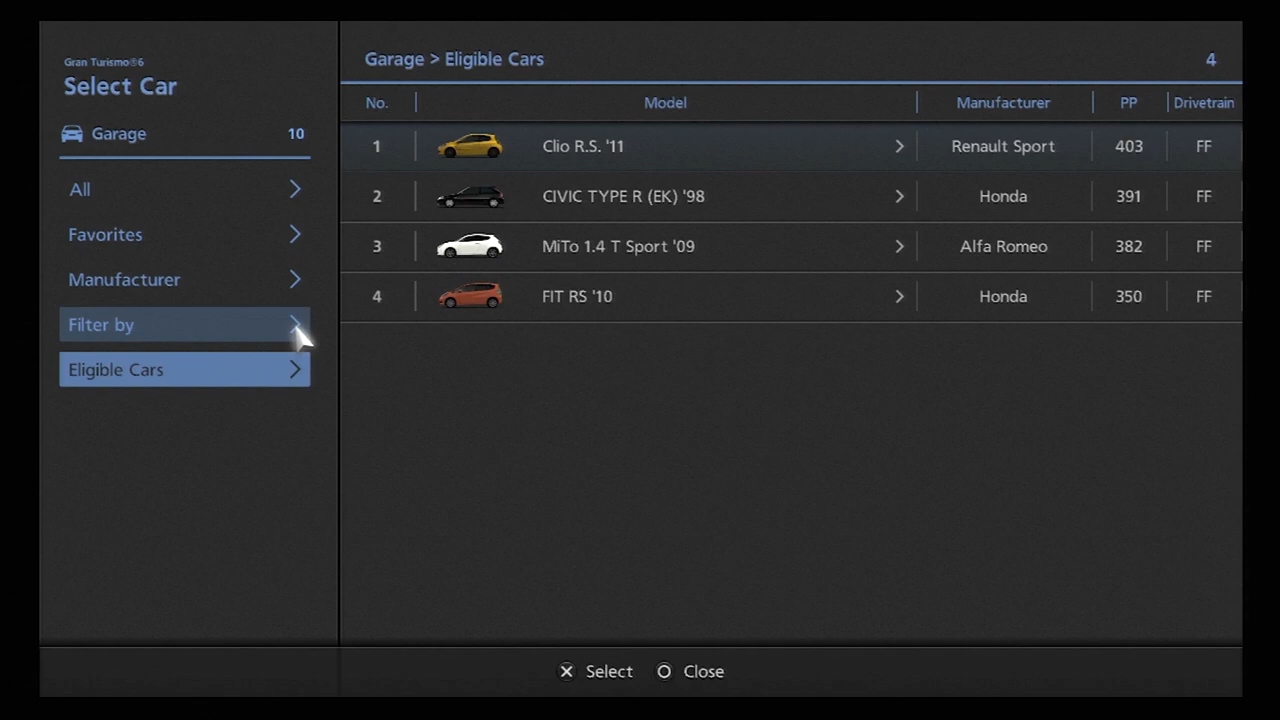 Gran Turismo®6
Select Car
Garage 10
All
Favorites
Manufacturer
Filter by
Eligible Cars
Garage > Eligible Cars 4
No. Model Manufacturer PP Drivetrain
1 Clio R.S. '11 Renault Sport 403 FF
2 CIVIC TYPE R (EK) '98 Honda 391 FF
3 MiTo 1.4 T Sport '09 Alfa Romeo 382 FF
4 FIT RS '10 Honda 350 FF
Select Close